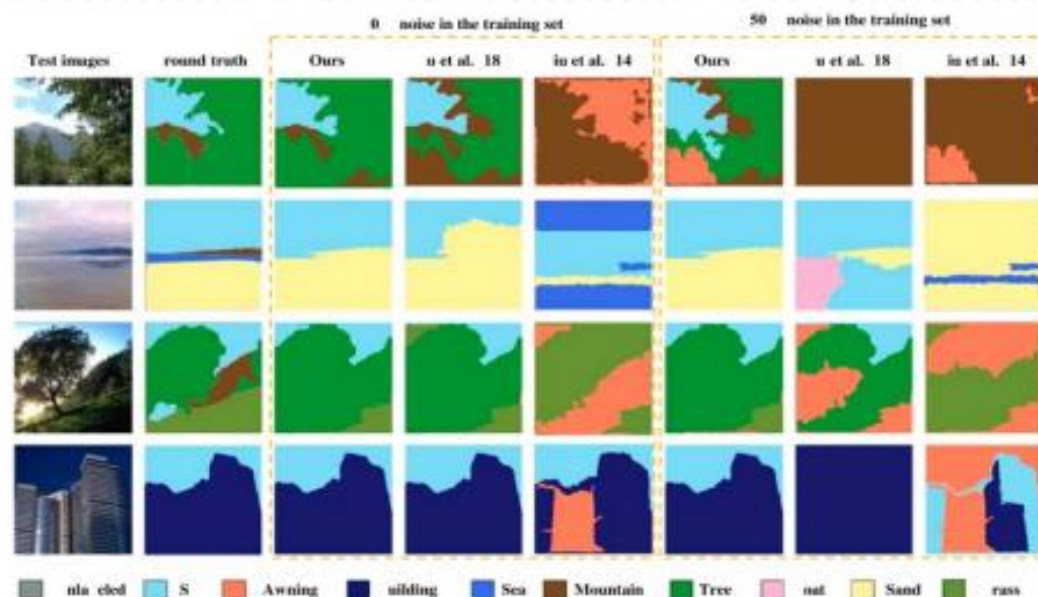 0 noise in the training set 50 noise in the training set
Test images round truth Ours u et al. 18 iu et al. 14 Ours u et al. 18 iu et al. 14
nla eled S Awning uilding Sea Mountain Tree oat Sand rass